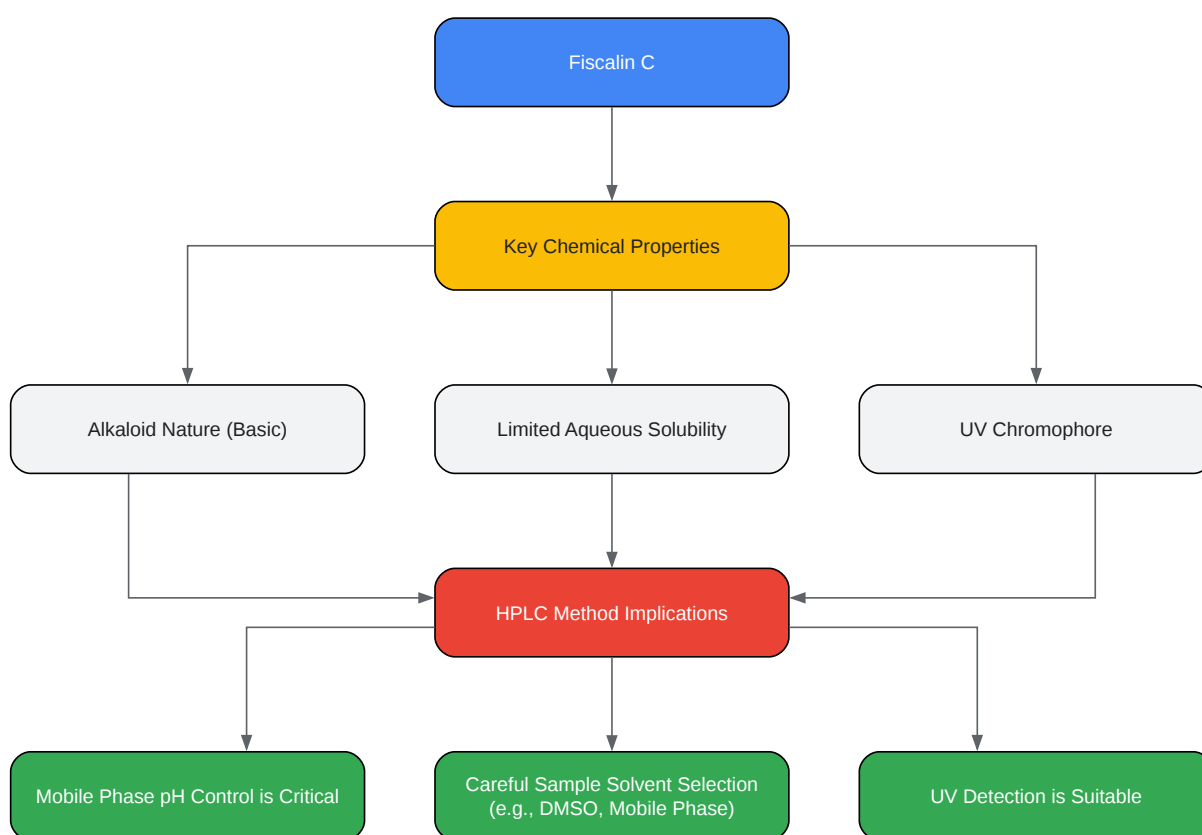 Fiscalin C
Key Chemical Properties
Alkaloid Nature (Basic)
Limited Aqueous Solubility
UV Chromophore
HPLC Method Implications
Mobile Phase pH Control is Critical
Careful Sample Solvent Selection
(e.g., DMSO, Mobile Phase)
UV Detection is Suitable